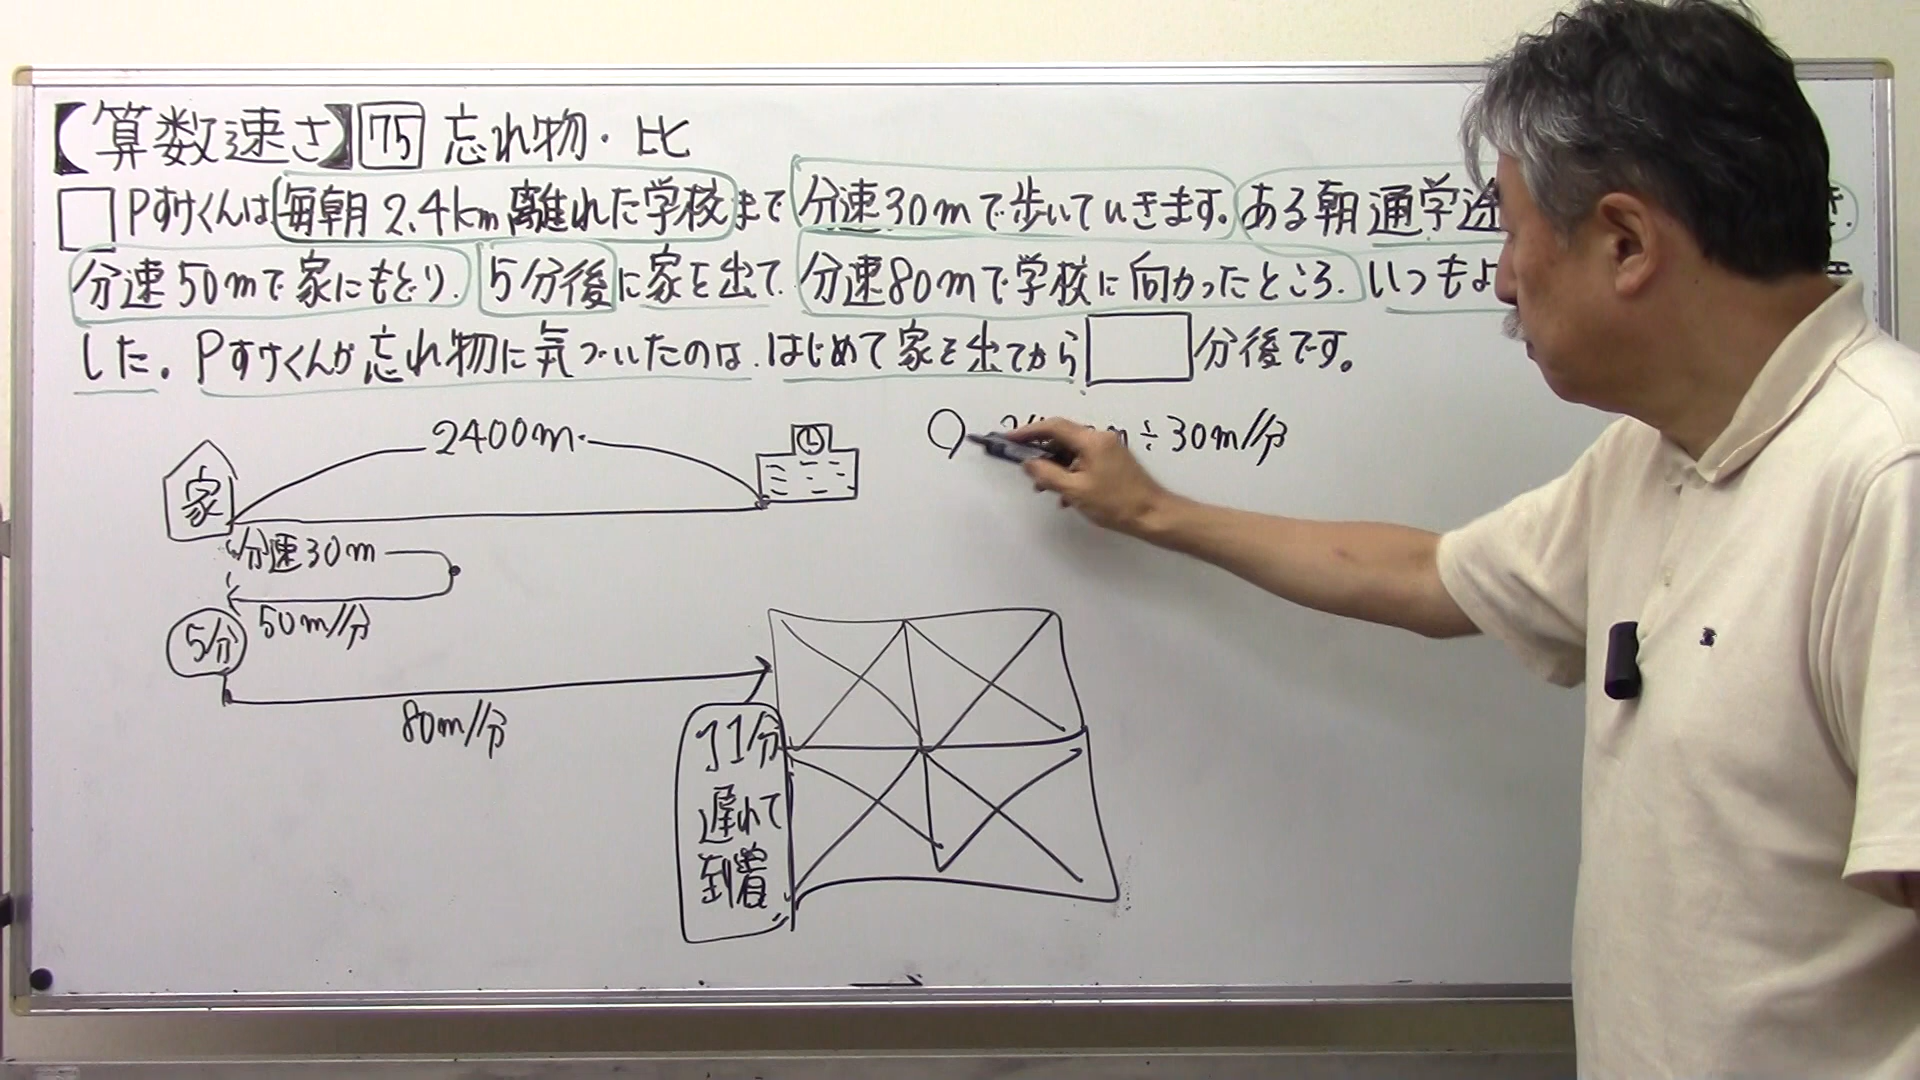 【算数速さ】75 忘れ物・比
Pすけくんは毎朝2.4km離れた学校まで分速30mで歩いていきます。ある朝通学途
分速50mで家にもどり、5分後に家を出て、分速80mで学校に向かったところ、いつもよ
した。Pすけくんが忘れ物に気づいたのは、はじめて家を出てから□分後です。
2400m
÷30m/分
家
分速30m
50m/分
5分
80m/分
11分
遅れて
到着